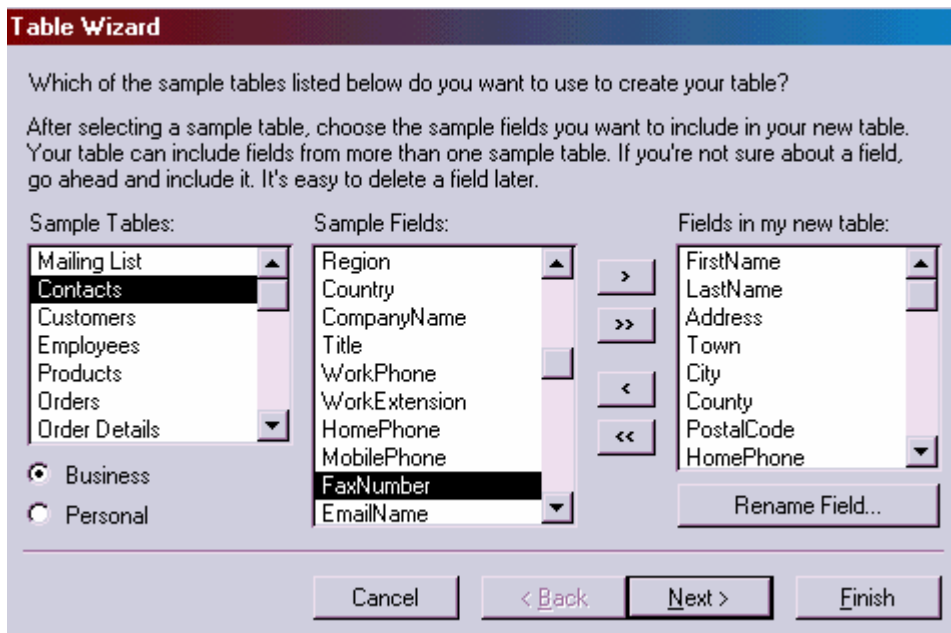 Table Wizard
Which of the sample tables listed below do you want to use to create your table?
After selecting a sample table, choose the sample fields you want to include in your new table.
Your table can include fields from more than one sample table. If you're not sure about a field,
go ahead and include it. It's easy to delete a field later.
Sample Tables:
Mailing List
Contacts
Customers
Employees
Products
Orders
Order Details
Business
Personal
Sample Fields:
Region
Country
CompanyName
Title
WorkPhone
WorkExtension
HomePhone
MobilePhone
FaxNumber
EmailName
>
>>
<
<<
Fields in my new table:
FirstName
LastName
Address
Town
City
County
PostalCode
HomePhone
Rename Field...
Cancel
< Back
Next >
Finish